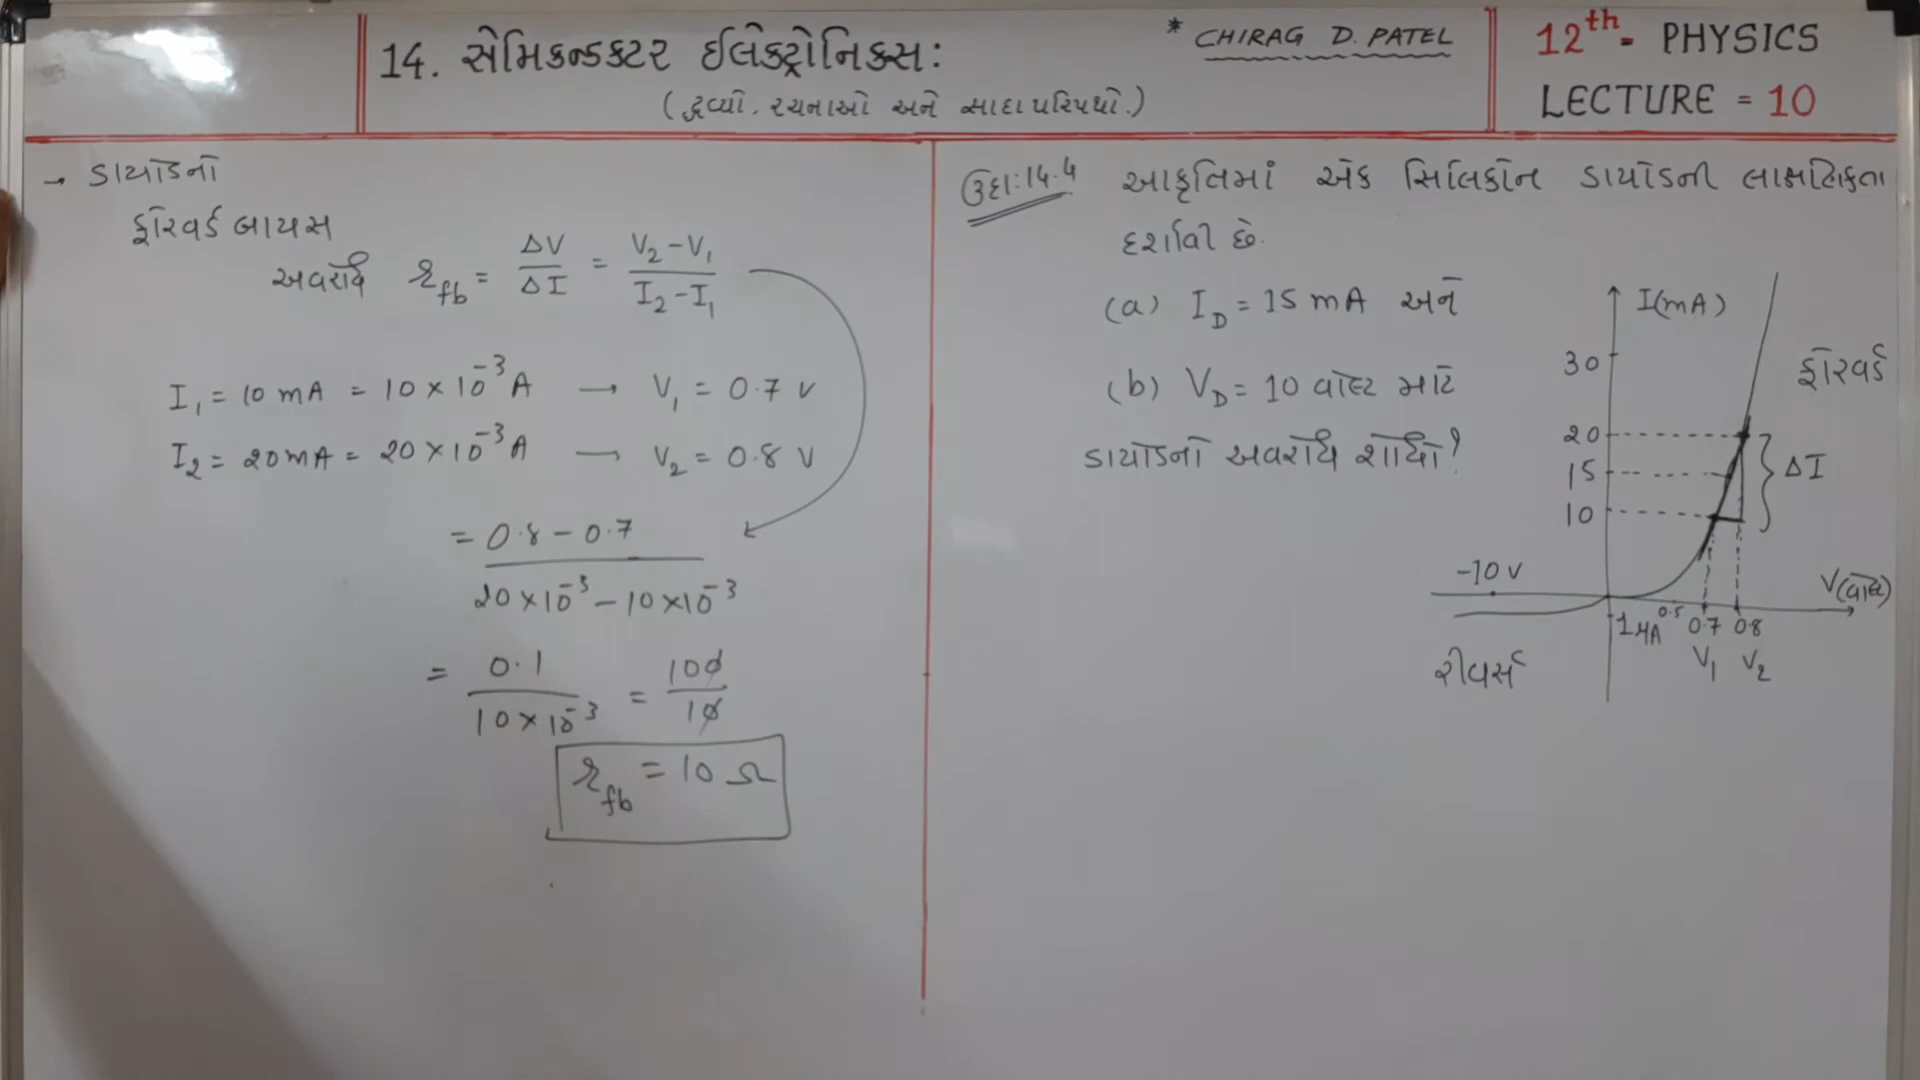 14. સેમિકન્ડકટર ઈલેકટ્રોનિકસ:
(દ્રવ્યો, રચનાઓ અને સાદા પરિપથો.)
* CHIRAG D. PATEL
12th- PHYSICS
LECTURE = 10
→ ડાયોડનો
ફોરવર્ડ બાયસ
અવરોધ r_fb = ΔV/ΔI = (V₂-V₁)/(I₂-I₁)
I₁ = 10 mA = 10 × 10⁻³ A → V₁ = 0.7 V
I₂ = 20 mA = 20 × 10⁻³ A → V₂ = 0.8 V
= (0.8 - 0.7)/(20 × 10⁻³ - 10 × 10⁻³)
= 0.1/(10 × 10⁻³) = 100/10
r_fb = 10 Ω
ઉદા: 14.4 આકૃતિમાં એક સિલિકોન ડાયોડની લાક્ષણિકતા
દર્શાવી છે.
(a) I_D = 15 mA અને
(b) V_D = 10 વોલ્ટ માટે
ડાયોડનો અવરોધ શોધો?
I(mA)
30
ફોરવર્ડ
20
15
ΔI
10
-10 V
V(વોલ્ટ)
1μA 0.5 0.7 0.8
V₁ V₂
રીવર્સ